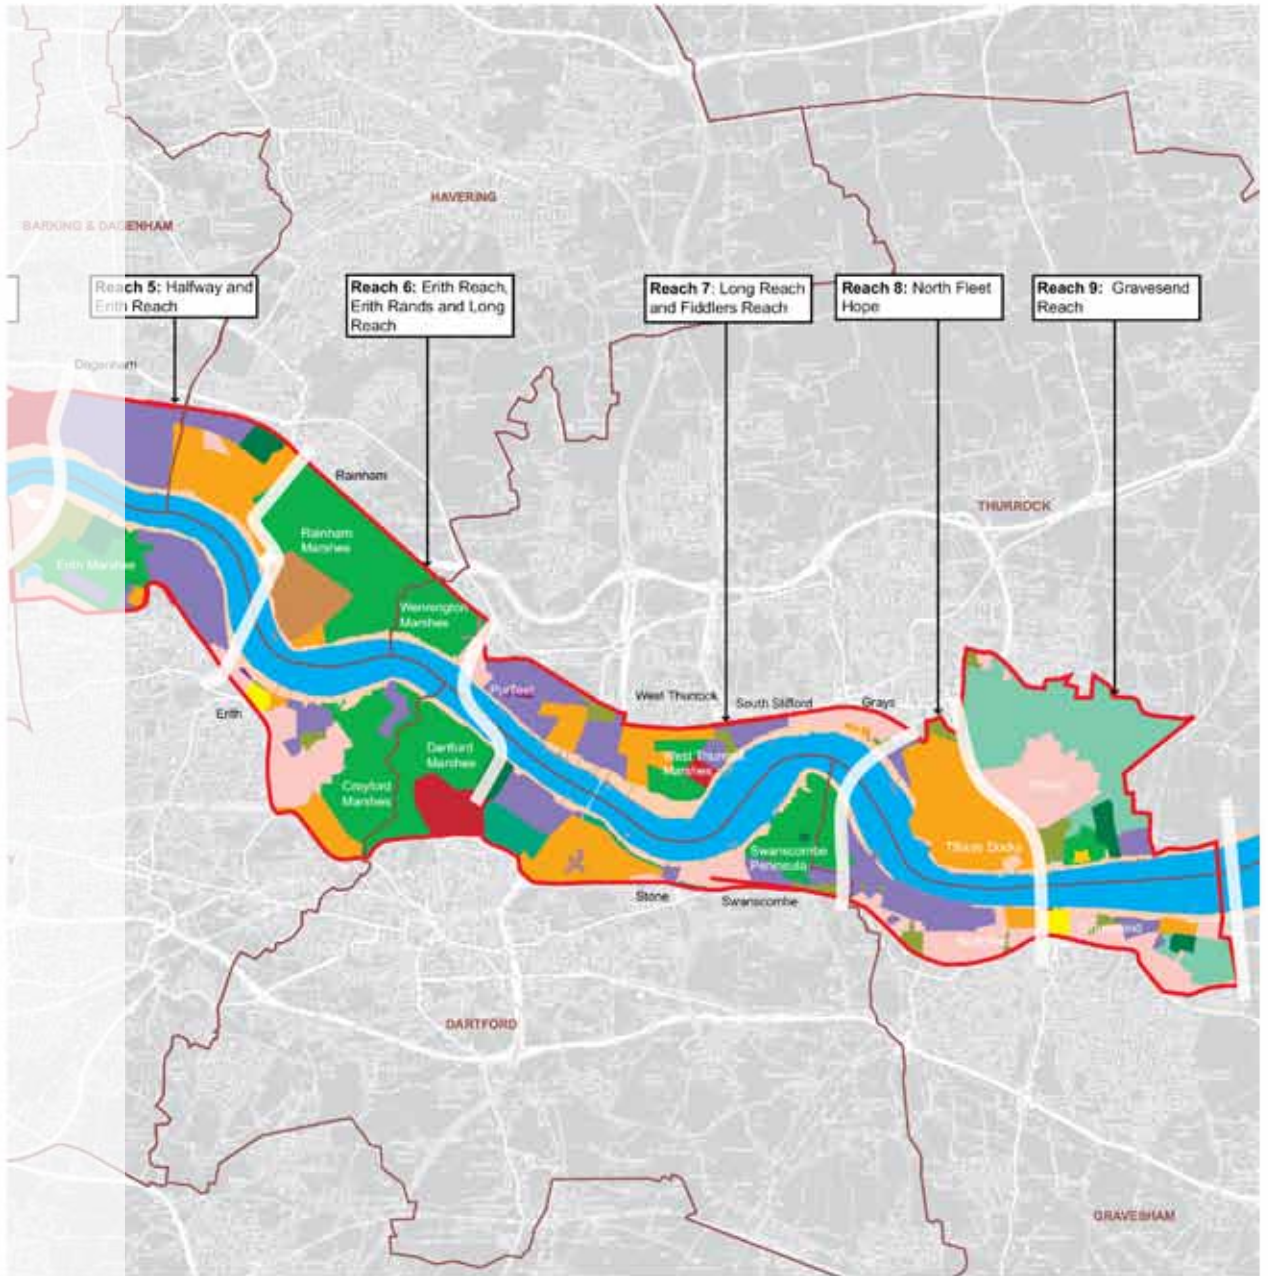 HAVERING
BARKING & DAGENHAM
Reach 5: Halfway and
Erith Reach
Reach 6: Erith Reach,
Erith Rands and Long
Reach
Reach 7: Long Reach
and Fiddlers Reach
Reach 8: North Fleet
Hope
Reach 9: Gravesend
Reach
Dagenham
Rainham
THURROCK
Rainham
Marshes
Erith Marshes
Wennington
Marshes
Purfleet
West Thurrock
South Stifford
Grays
Erith
Dartford
Marshes
West Thurrock
Marshes
Crayford
Marshes
Tilbury Docks
Swanscombe
Peninsula
Stone
Swanscombe
DARTFORD
GRAVESHAM